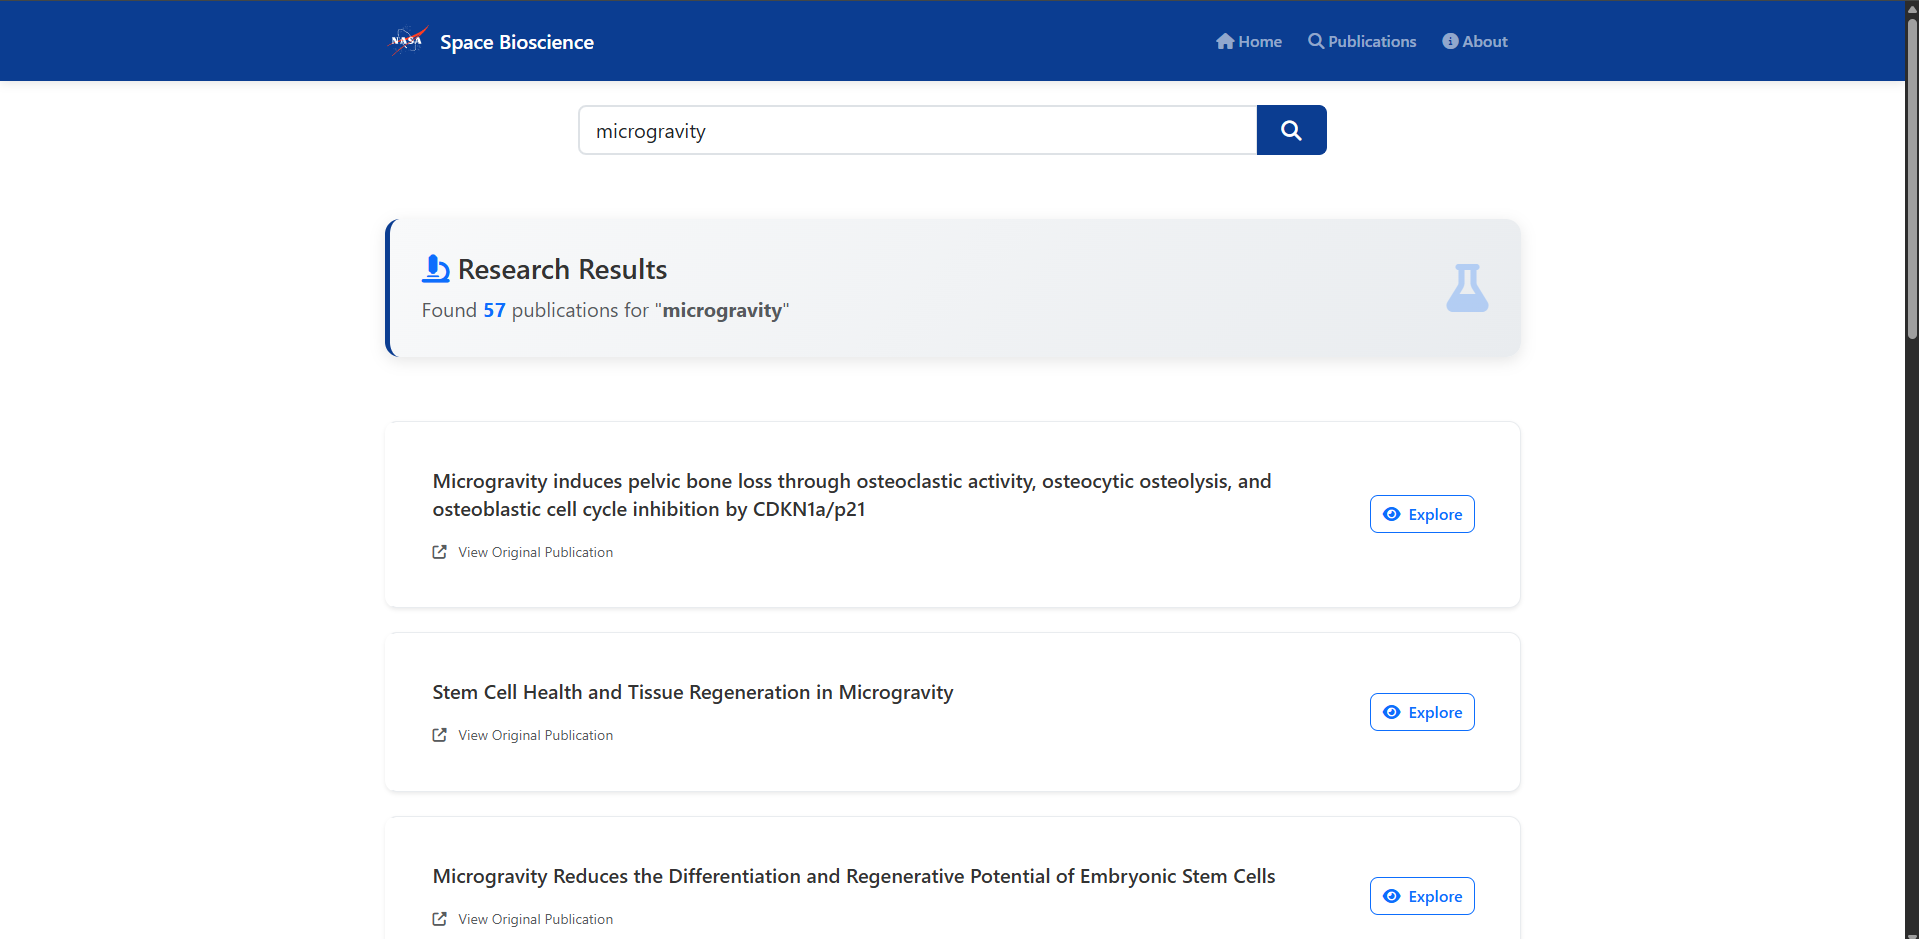 NASA
Space Bioscience
Home
Publications
About
microgravity
Research Results
Found 57 publications for "microgravity"
Microgravity induces pelvic bone loss through osteoclastic activity, osteocytic osteolysis, and
osteoblastic cell cycle inhibition by CDKN1a/p21
View Original Publication
Explore
Stem Cell Health and Tissue Regeneration in Microgravity
View Original Publication
Explore
Microgravity Reduces the Differentiation and Regenerative Potential of Embryonic Stem Cells
View Original Publication
Explore